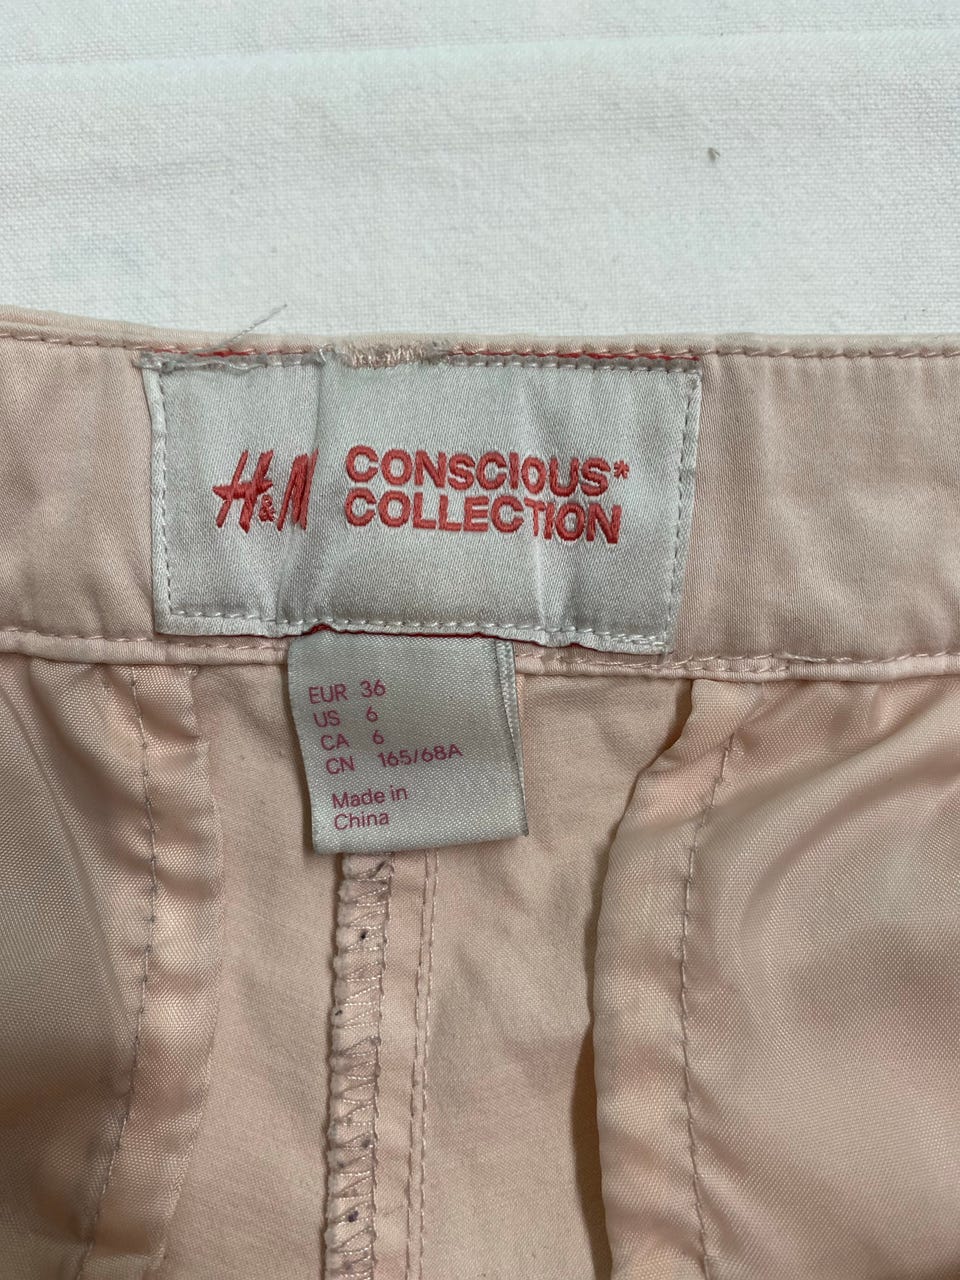 H&M CONSCIOUS*
COLLECTION
EUR 36
US 6
CA 6
CN 165/68A
Made in
China